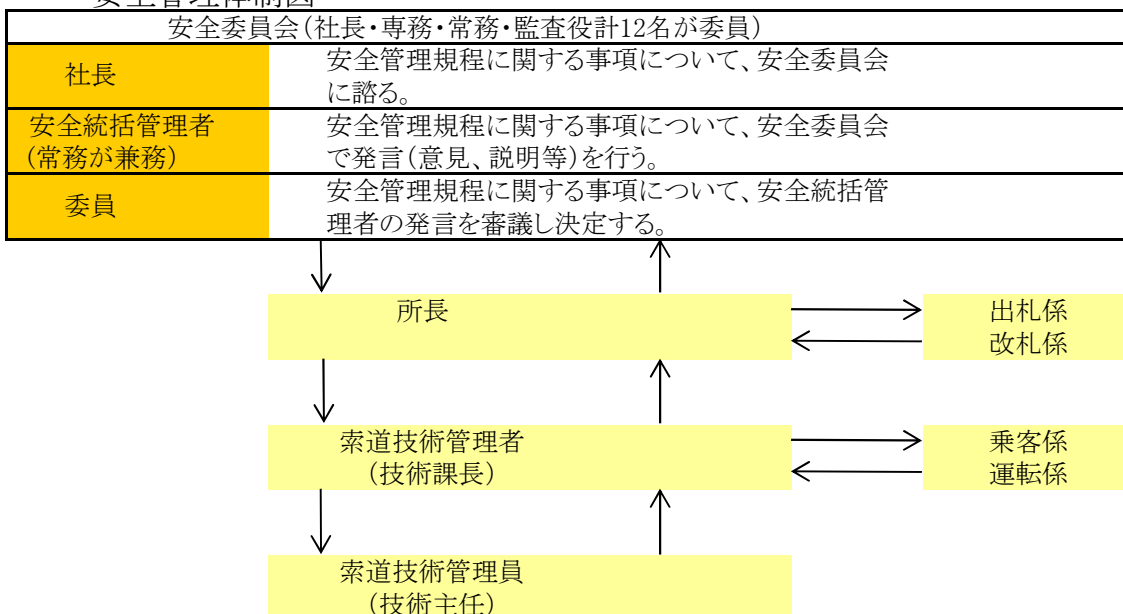 安全管理体制図
安全委員会(社長・専務・常務・監査役計12名が委員)
社長
安全管理規程に関する事項について、安全委員会
に諮る。
安全統括管理者
(常務が兼務)
安全管理規程に関する事項について、安全委員会
で発言(意見、説明等)を行う。
委員
安全管理規程に関する事項について、安全統括管
理者の発言を審議し決定する。
所長
出札係
改札係
索道技術管理者
(技術課長)
乗客係
運転係
索道技術管理員
(技術主任)